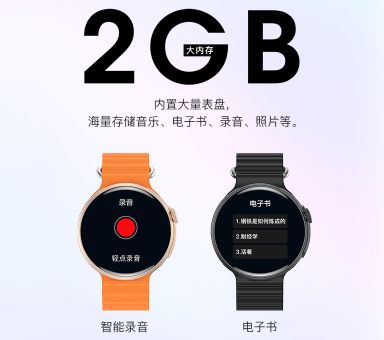 2GB
大内存
内置大量表盘,
海量存储音乐、电子书、录音、照片等。
录音
轻点录音
电子书
1.钢铁是如何炼成的
2.财经学
3.活着
智能录音
电子书